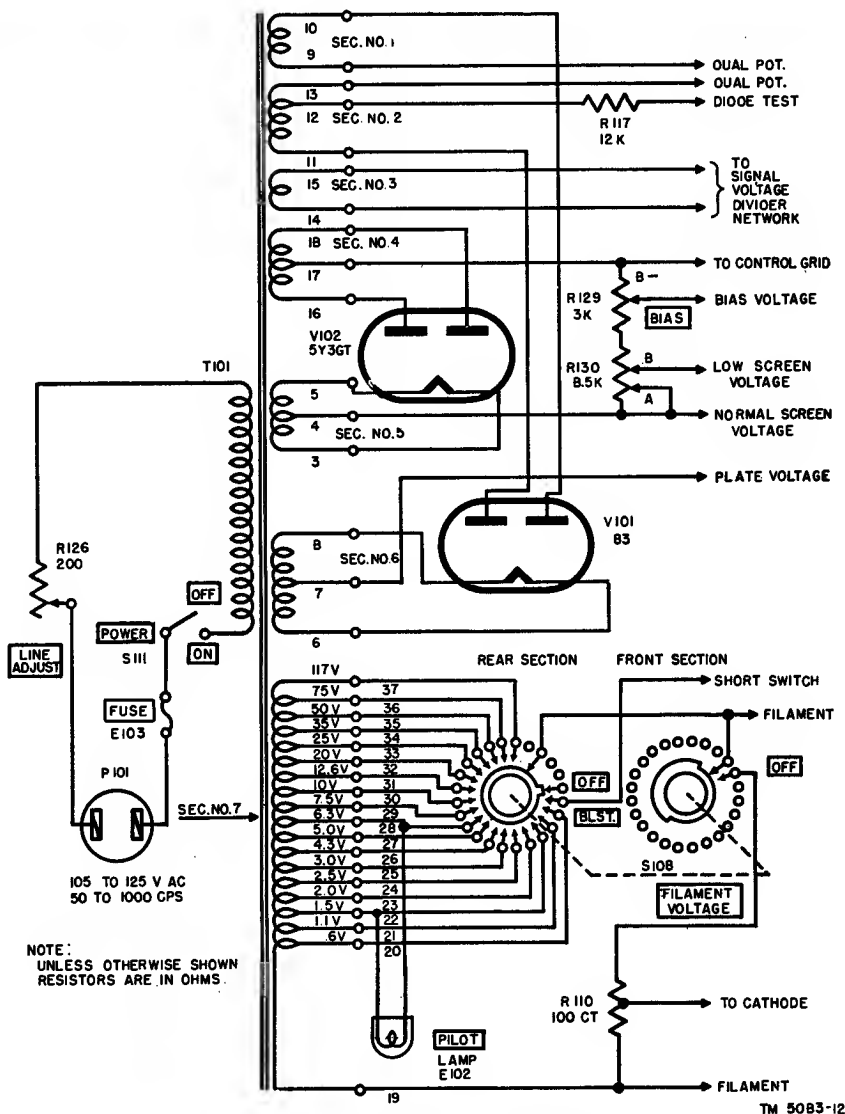 10
SEC. NO. 1
9
OUAL POT.
OUAL POT.
13
DIOOE TEST
12
SEC. NO. 2
R 117
12 K
11
TO
SIGNAL
VOLTAGE
DIVIOER
NETWORK
15
SEC. NO. 3
14
18
SEC. NO. 4
17
TO CONTROL GRID
B-
16
R129
3K
BIAS VOLTAGE
BIAS
V102
5Y3GT
R130
8.5K
B
LOW SCREEN
VOLTAGE
A
T101
5
4
NORMAL SCREEN
VOLTAGE
SEC. NO. 5
3
PLATE VOLTAGE
V101
83
R126
200
8
SEC. NO. 6
7
OFF
POWER
S111
ON
6
LINE
ADJUST
REAR SECTION
FRONT SECTION
117V
SHORT SWITCH
75V 37
50V 36
FILAMENT
35V 35
25V 34
20V 33
12.6V 32
10V 31
7.5V 30
6.3V 29
5.0V 28
4.3V 27
3.0V 26
2.5V 25
2.0V 24
1.5V 23
1.1V 22
.6V 21
20
OFF
OFF
BLST.
S108
FILAMENT
VOLTAGE
FUSE
E103
P101
SEC. NO. 7
105 TO 125 V AC
50 TO 1000 CPS
NOTE:
UNLESS OTHERWISE SHOWN
RESISTORS ARE IN OHMS
R 110
100 CT
TO CATHODE
PILOT
LAMP
E102
19
FILAMENT
TM 5083-12